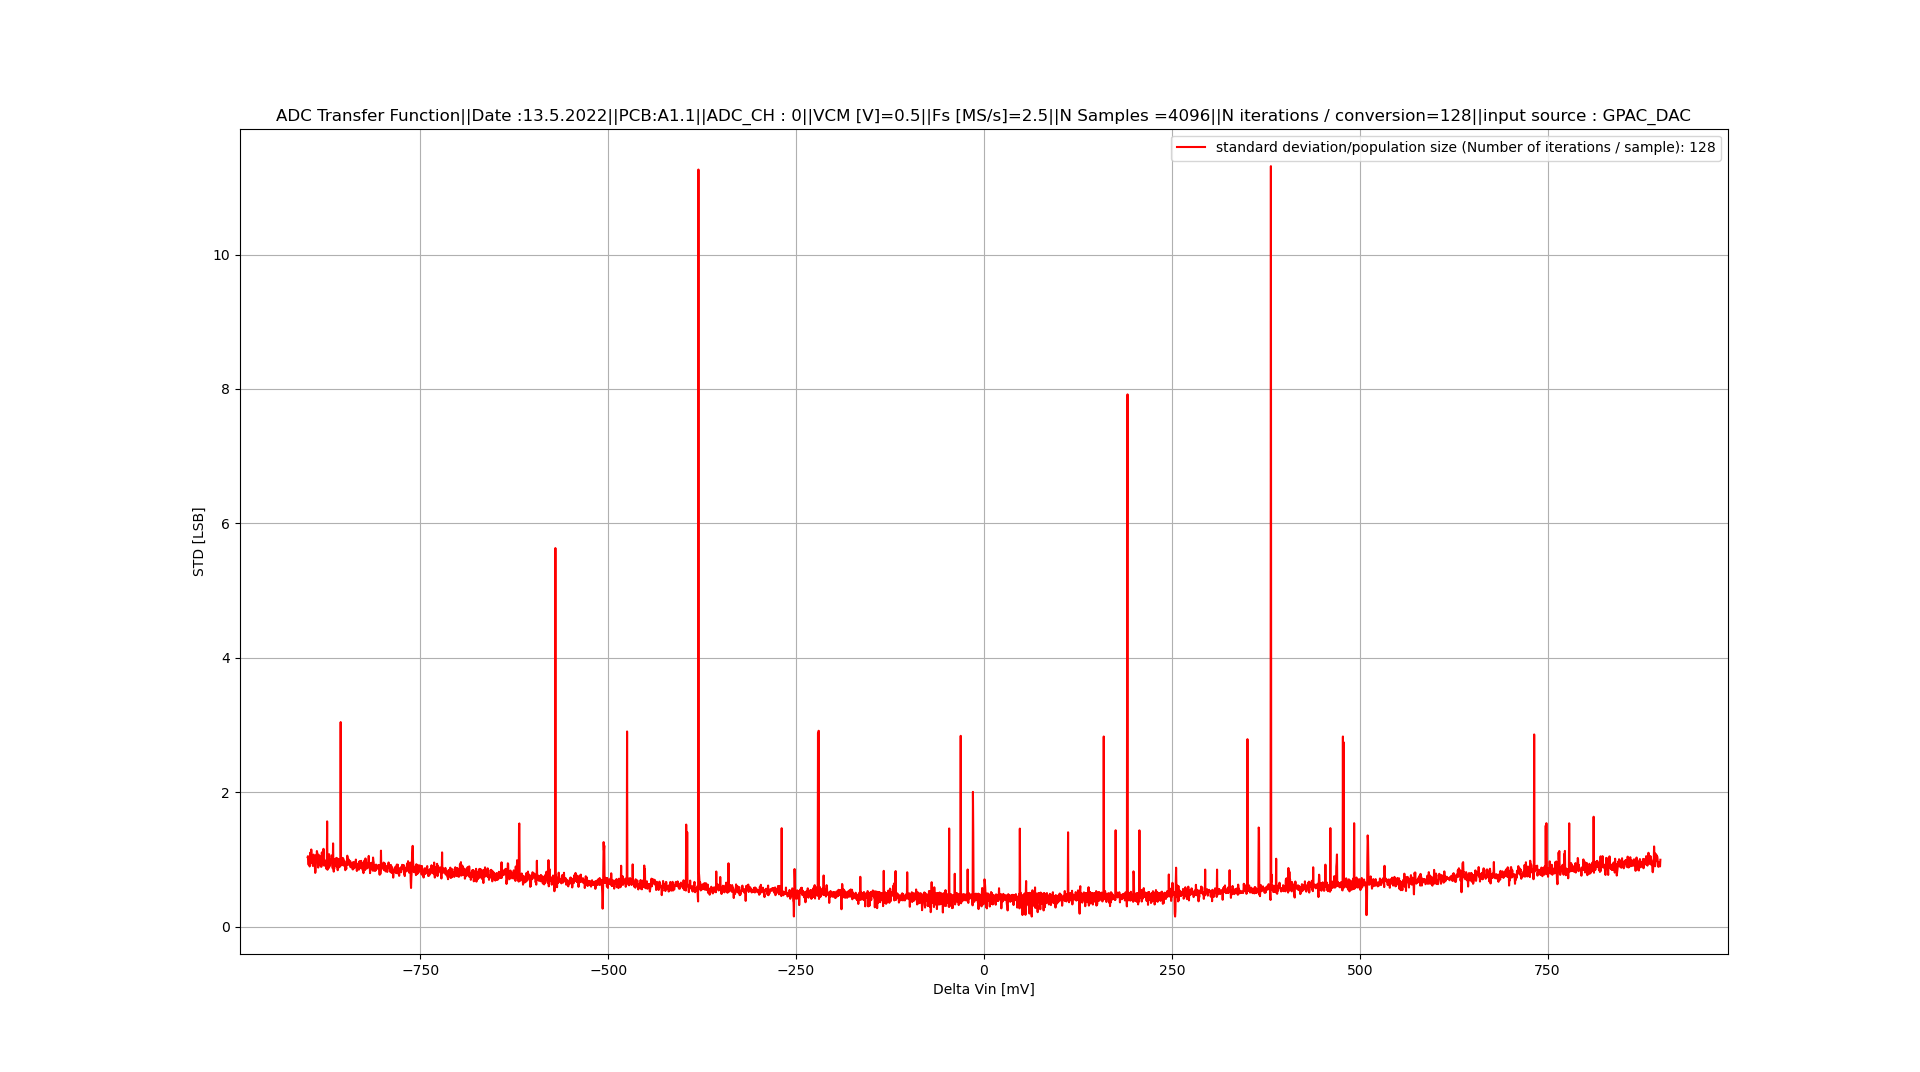 ADC Transfer Function||Date :13.5.2022||PCB:A1.1||ADC_CH : 0||VCM [V]=0.5||Fs [MS/s]=2.5||N Samples =4096||N iterations / conversion=128||input source : GPAC_DAC
standard deviation/population size (Number of iterations / sample): 128
10
8
6
4
2
0
STD [LSB]
−750 −500 −250 0 250 500 750
Delta Vin [mV]